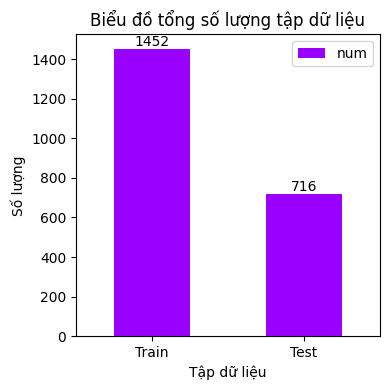 Biểu đồ tổng số lượng tập dữ liệu
num
1452
716
1400
1200
1000
800
600
400
200
0
Số lượng
Train
Test
Tập dữ liệu